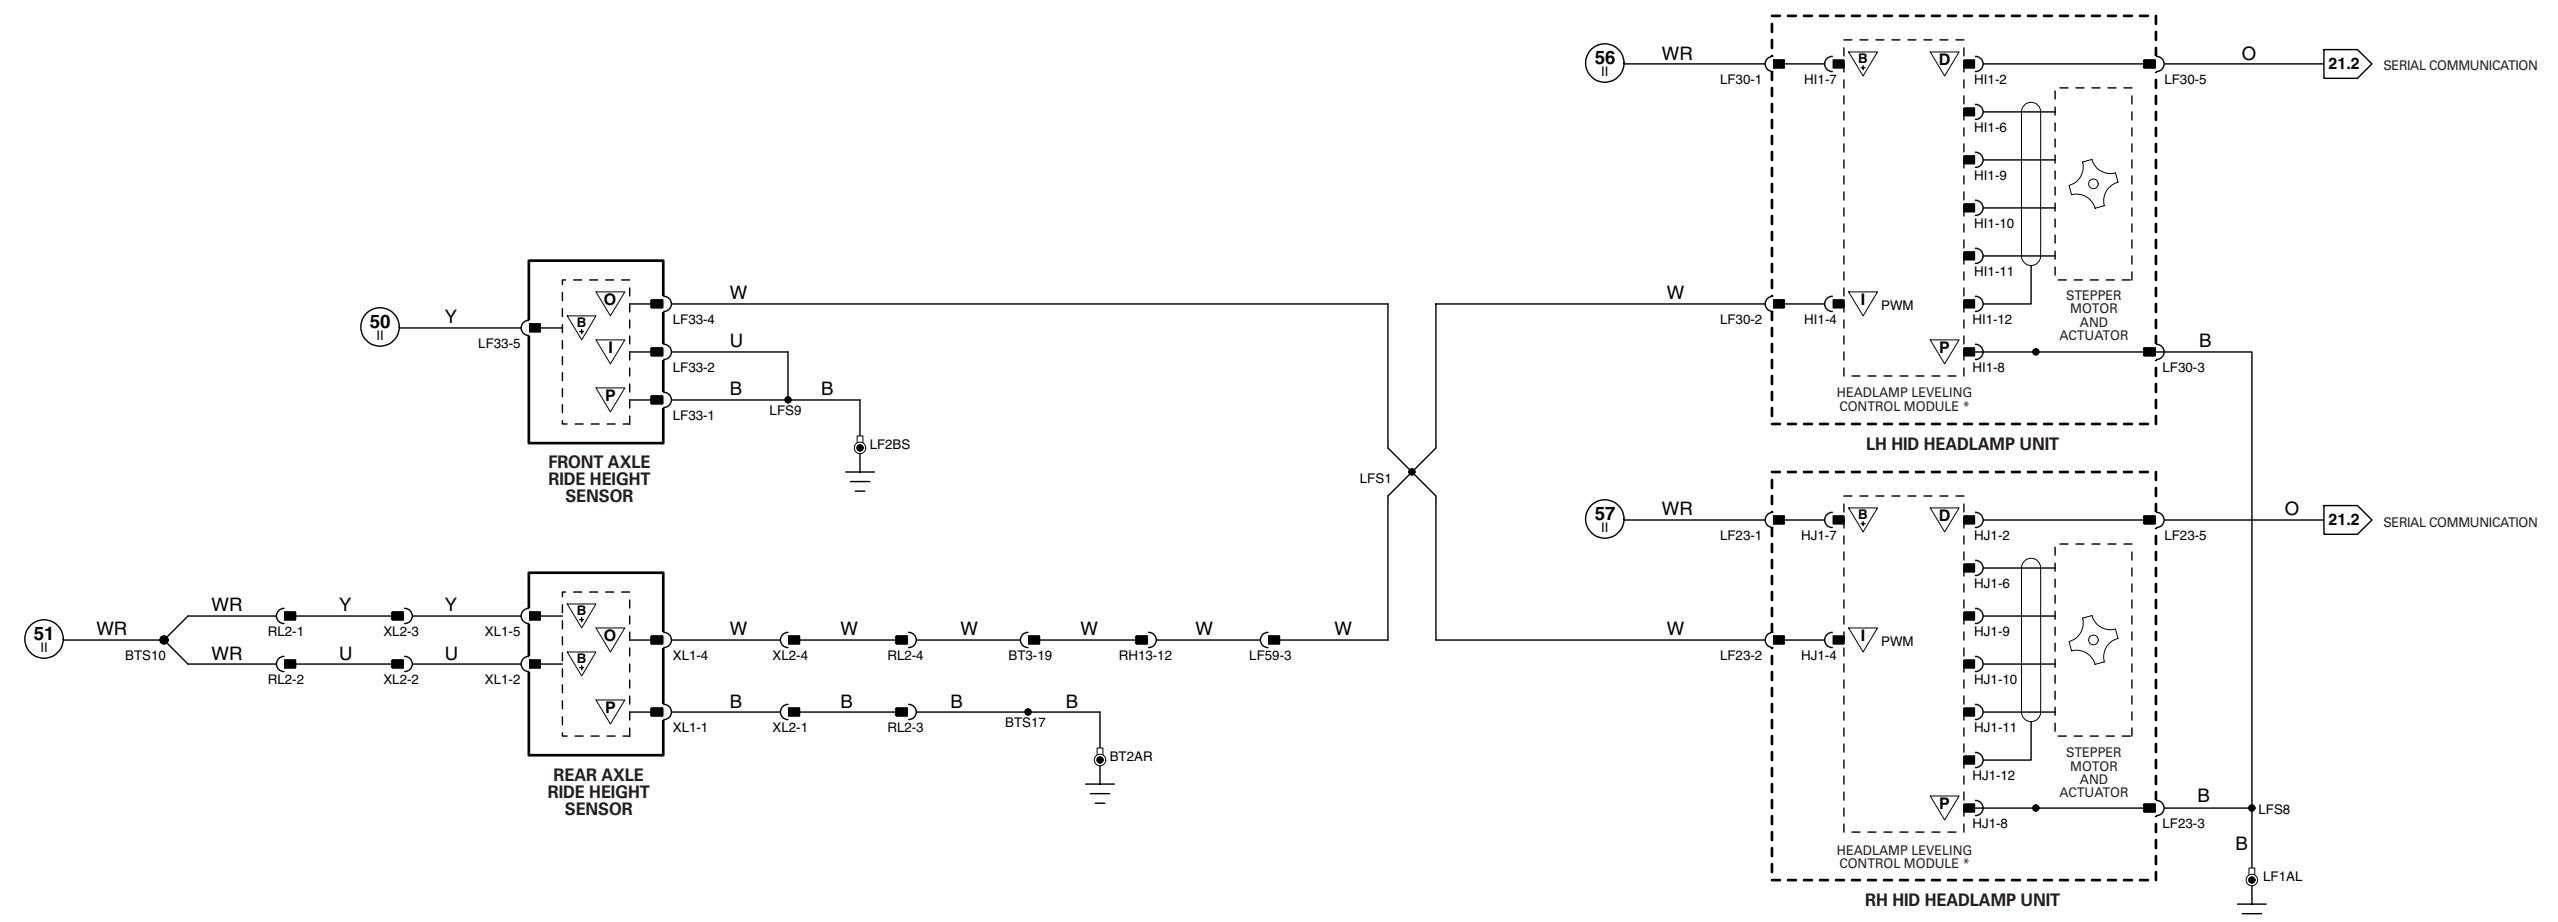 56
II
WR
LF30-1
HI1-7
B
+
D
HI1-2
LF30-5
O
21.2
SERIAL COMMUNICATION
HI1-6
HI1-9
HI1-10
HI1-11
W
LF30-2
HI1-4
I
PWM
HI1-12
STEPPER
MOTOR
AND
ACTUATOR
P
HI1-8
LF30-3
B
HEADLAMP LEVELING
CONTROL MODULE *
LH HID HEADLAMP UNIT
50
II
Y
LF33-5
B
+
O
I
P
LF33-4
W
LF33-2
U
LF33-1
B
LFS9
B
LF2BS
FRONT AXLE
RIDE HEIGHT
SENSOR
LFS1
51
II
WR
BTS10
WR
RL2-1
Y
XL2-3
Y
XL1-5
WR
RL2-2
U
XL2-2
U
XL1-2
B
+
O
B
+
P
XL1-4
W
XL2-4
W
RL2-4
W
BT3-19
W
RH13-12
W
LF59-3
W
XL1-1
B
XL2-1
B
RL2-3
B
BTS17
B
BT2AR
REAR AXLE
RIDE HEIGHT
SENSOR
57
II
WR
LF23-1
HJ1-7
B
+
D
HJ1-2
LF23-5
O
21.2
SERIAL COMMUNICATION
HJ1-6
HJ1-9
HJ1-10
HJ1-11
W
LF23-2
HJ1-4
I
PWM
HJ1-12
STEPPER
MOTOR
AND
ACTUATOR
P
HJ1-8
LF23-3
B
LFS8
B
LF1AL
HEADLAMP LEVELING
CONTROL MODULE *
RH HID HEADLAMP UNIT